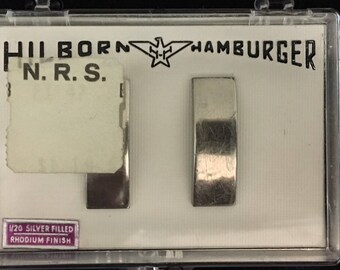 HILBORN H-H HAMBURGER
N. R. S.
1/20 SILVER FILLED
RHODIUM FINISH